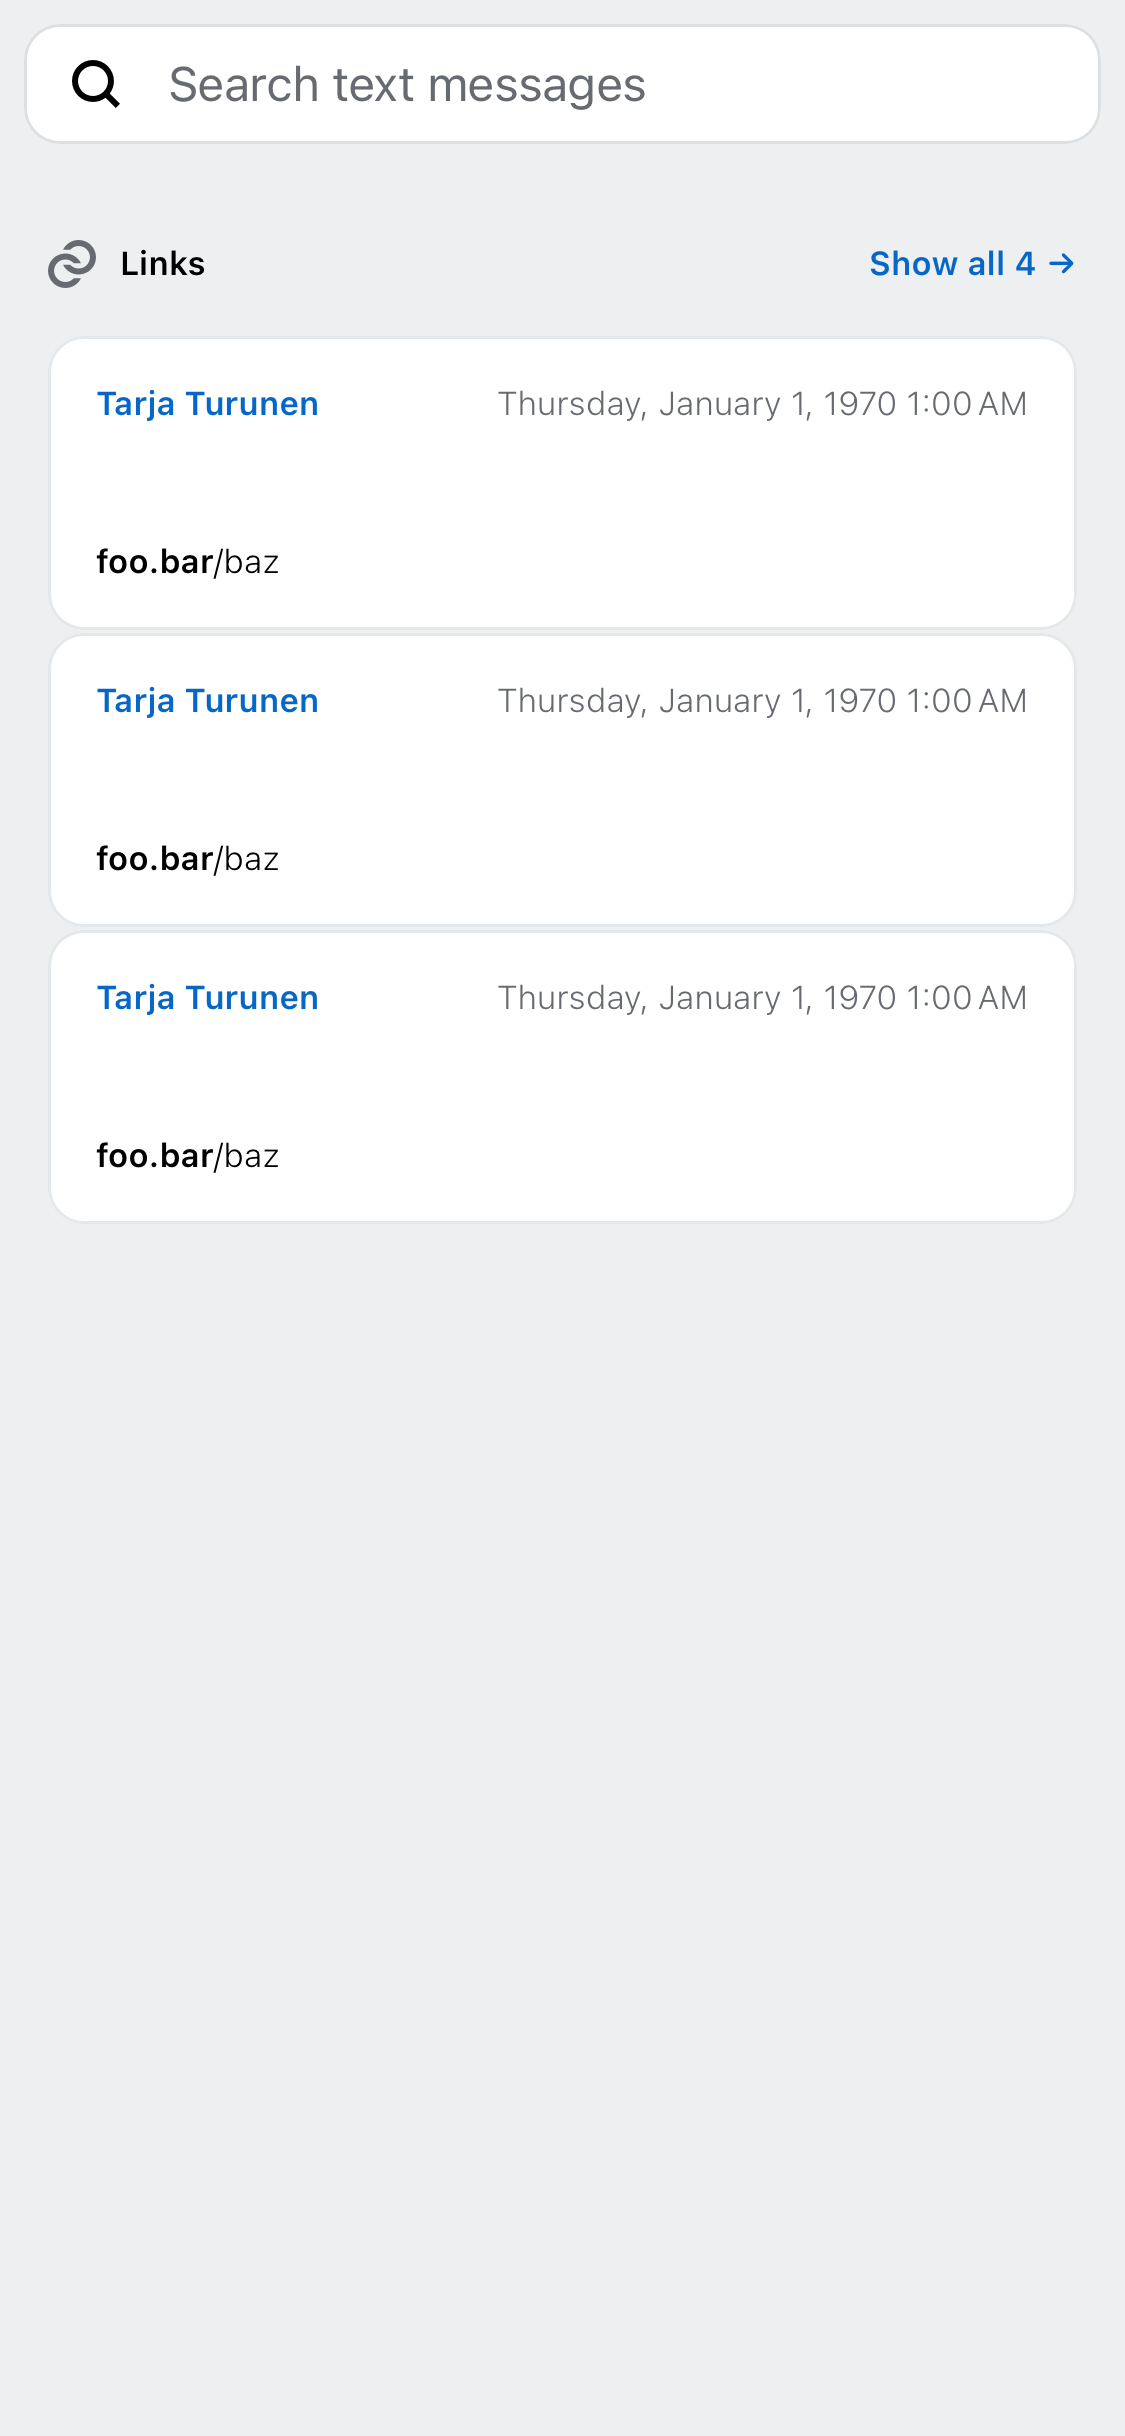 Search text messages
Links
Show all 4 →
Tarja Turunen Thursday, January 1, 1970 1:00 AM
foo.bar/baz
Tarja Turunen Thursday, January 1, 1970 1:00 AM
foo.bar/baz
Tarja Turunen Thursday, January 1, 1970 1:00 AM
foo.bar/baz